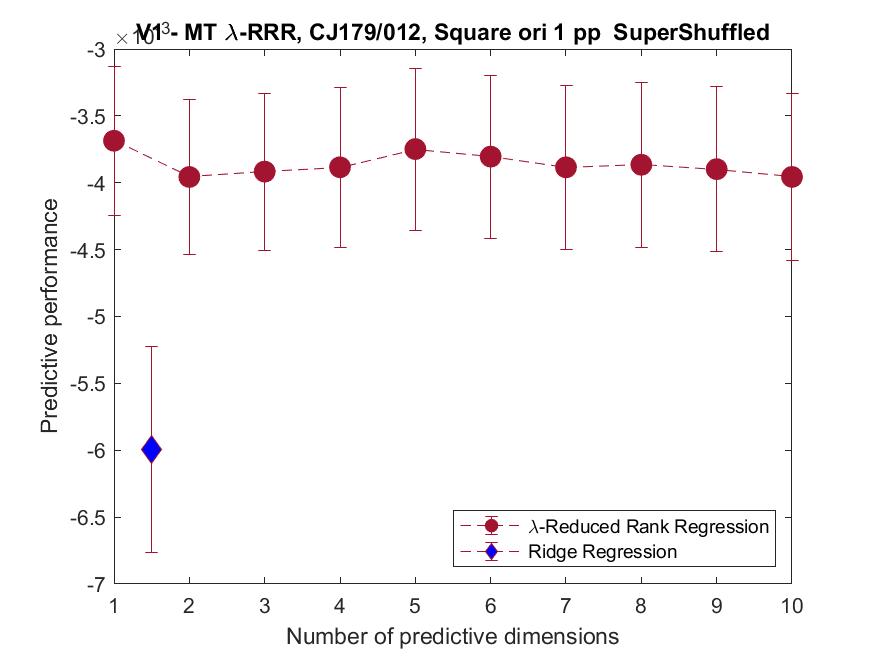 V1 - MT λ-RRR, CJ179/012, Square ori 1 pp  SuperShuffled
×10-3
-3
-3.5
-4
-4.5
-5
-5.5
-6
-6.5
-7
Predictive performance
λ-Reduced Rank Regression
Ridge Regression
1 2 3 4 5 6 7 8 9 10
Number of predictive dimensions